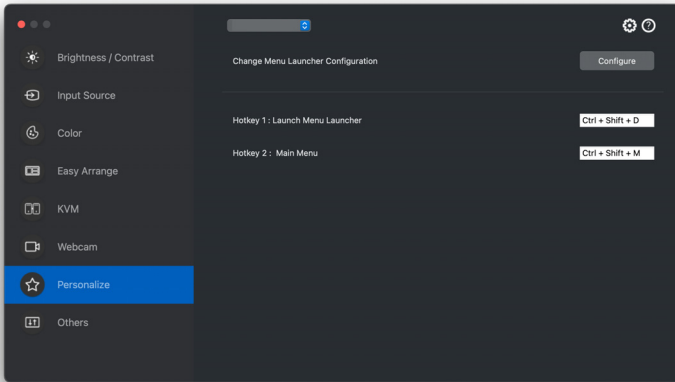 Brightness / Contrast
Input Source
Color
Easy Arrange
KVM
Webcam
Personalize
Others
?
Change Menu Launcher Configuration
Configure
Hotkey 1 : Launch Menu Launcher
Ctrl + Shift + D
Hotkey 2 : Main Menu
Ctrl + Shift + M